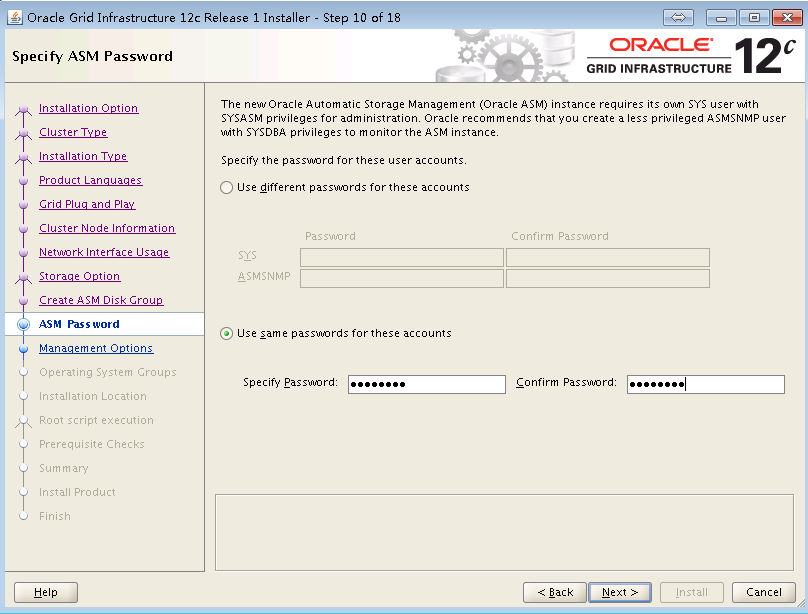 Oracle Grid Infrastructure 12c Release 1 Installer - Step 10 of 18
Specify ASM Password
ORACLE
GRID INFRASTRUCTURE
12c
Installation Option
Cluster Type
Installation Type
Product Languages
Grid Plug and Play
Cluster Node Information
Network Interface Usage
Storage Option
Create ASM Disk Group
ASM Password
Management Options
Operating System Groups
Installation Location
Root script execution
Prerequisite Checks
Summary
Install Product
Finish
The new Oracle Automatic Storage Management (Oracle ASM) instance requires its own SYS user with
SYSASM privileges for administration. Oracle recommends that you create a less privileged ASMSNMP user
with SYSDBA privileges to monitor the ASM instance.
Specify the password for these user accounts.
Use different passwords for these accounts
Password Confirm Password
SYS
ASMSNMP
Use same passwords for these accounts
Specify Password: ●●●●●●●● Confirm Password: ●●●●●●●●
Help < Back Next > Install Cancel